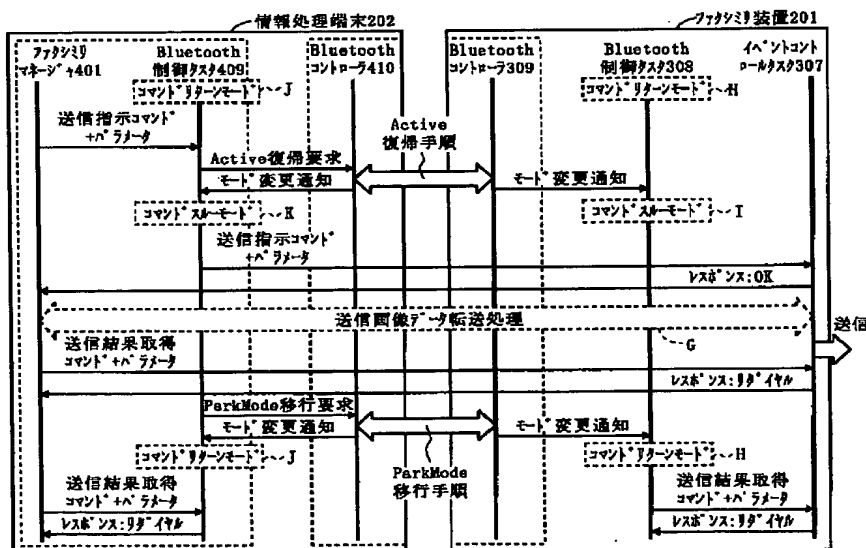 情報処理端末202
ファクシミリ装置201
ファクシミリ
マネージャ401
Bluetooth
制御タスク409
Bluetooth
コントローラ410
Bluetooth
コントローラ309
Bluetooth
制御タスク308
イベントコント
ロールタスク307
コマンドリターンモード
J
コマンドリターンモード
H
送信指示コマンド
+パラメータ
Active
復帰手順
Active復帰要求
モード変更通知
モード変更通知
コマンドスルーモード
K
コマンドスルーモード
I
送信指示コマンド
+パラメータ
レスポンス:OK
送信画像データ転送処理
G
送信
送信結果取得
コマンド+パラメータ
レスポンス:リダイヤル
ParkMode移行要求
モード変更通知
モード変更通知
コマンドリターンモード
J
ParkMode
移行手順
コマンドリターンモード
H
送信結果取得
コマンド+パラメータ
レスポンス:リダイヤル
送信結果取得
コマンド+パラメータ
レスポンス:リダイヤル